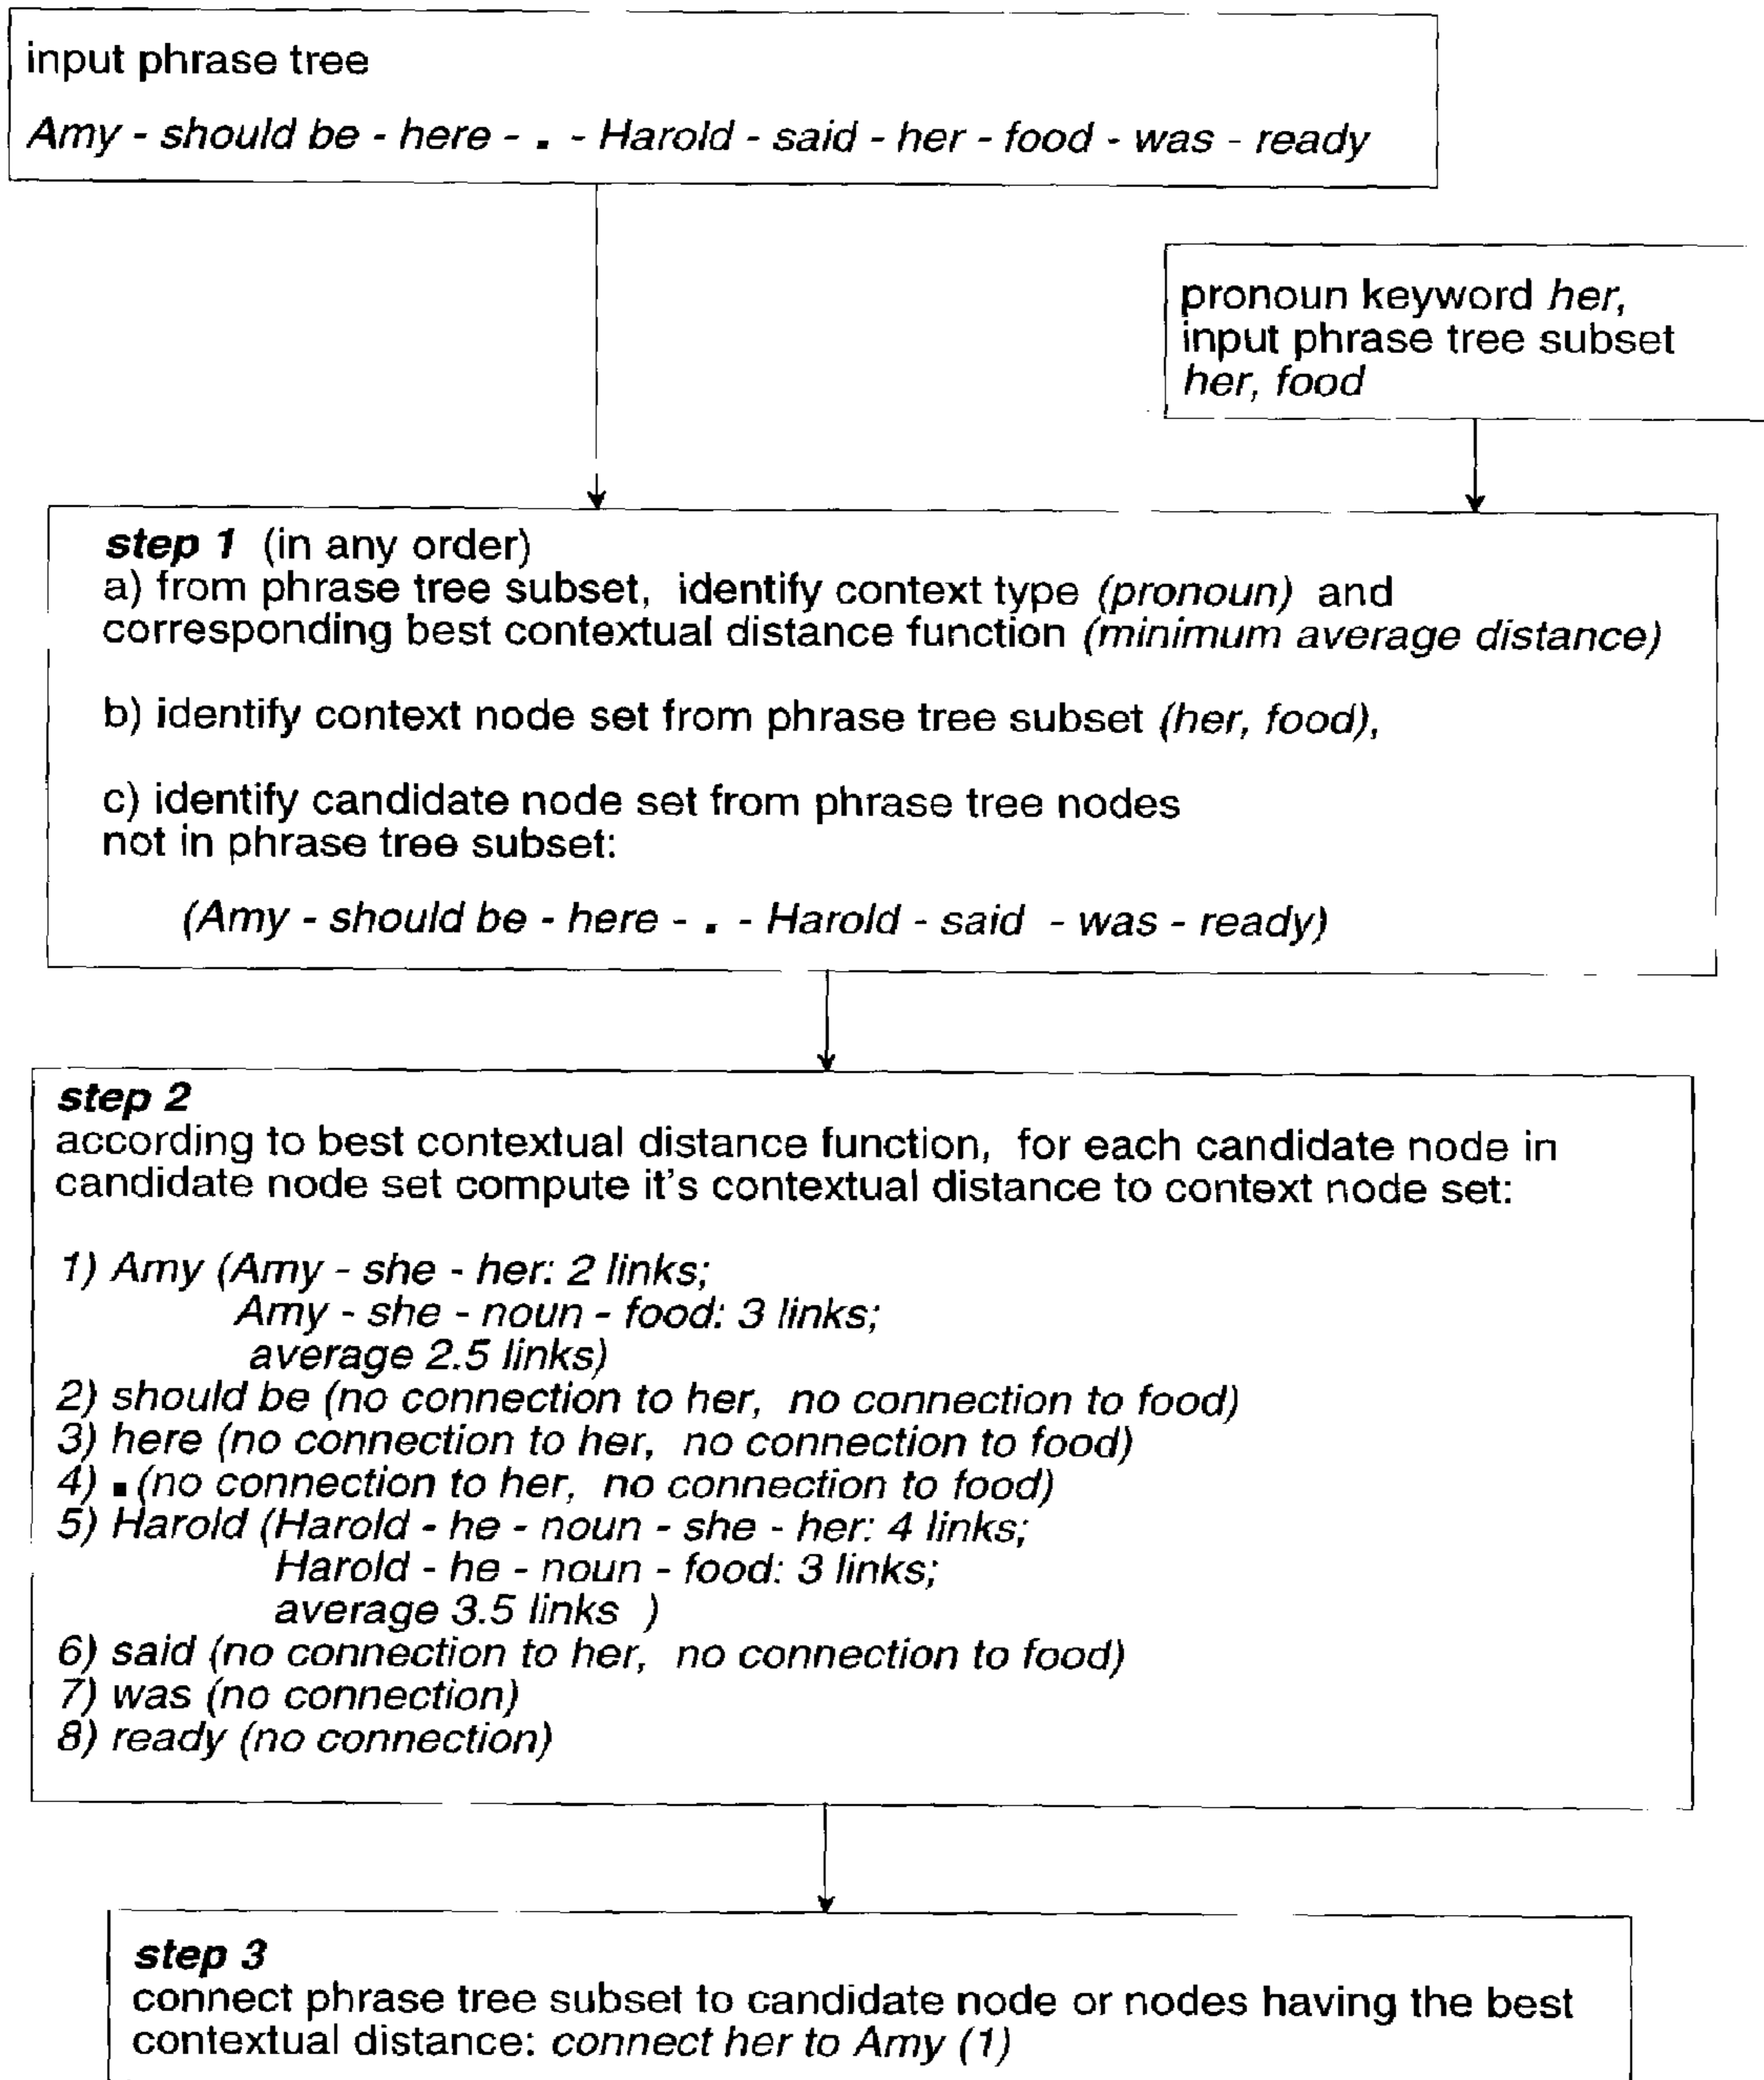 input phrase tree
Amy - should be - here - . - Harold - said - her - food - was - ready
pronoun keyword her,
input phrase tree subset
her, food
step 1 (in any order)
a) from phrase tree subset, identify context type (pronoun) and
corresponding best contextual distance function (minimum average distance)
b) identify context node set from phrase tree subset (her, food),
c) identify candidate node set from phrase tree nodes
not in phrase tree subset:
(Amy - should be - here - . - Harold - said - was - ready)
step 2
according to best contextual distance function, for each candidate node in
candidate node set compute it's contextual distance to context node set:
1) Amy (Amy - she - her: 2 links;
Amy - she - noun - food: 3 links;
average 2.5 links)
2) should be (no connection to her, no connection to food)
3) here (no connection to her, no connection to food)
4) . (no connection to her, no connection to food)
5) Harold (Harold - he - noun - she - her: 4 links;
Harold - he - noun - food: 3 links;
average 3.5 links )
6) said (no connection to her, no connection to food)
7) was (no connection)
8) ready (no connection)
step 3
connect phrase tree subset to candidate node or nodes having the best
contextual distance: connect her to Amy (1)